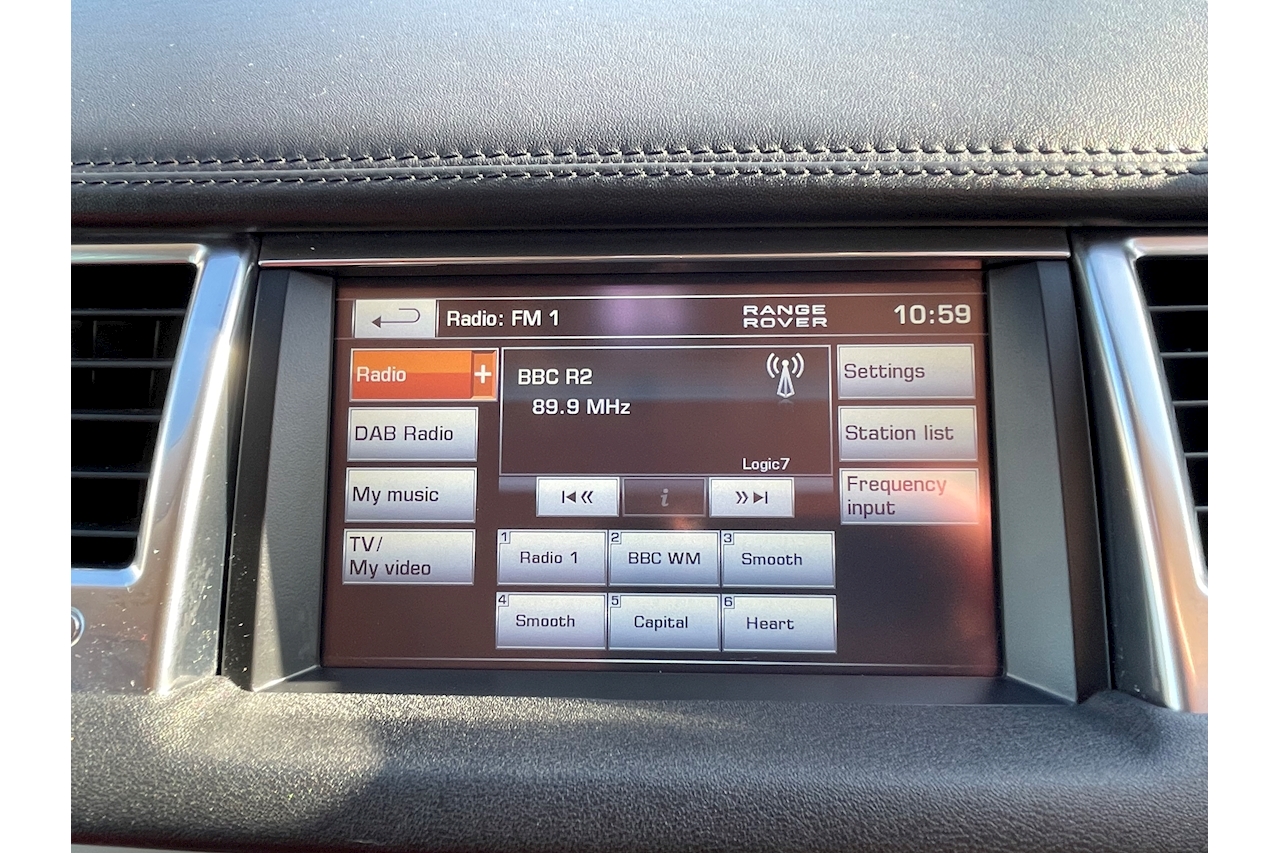 Radio: FM 1
RANGE
ROVER
10:59
Radio +
BBC R2
89.9 MHz
Logic7
Settings
DAB Radio
Station list
My music
i
Frequency
input
TV/
My video
1 Radio 1
2 BBC WM
3 Smooth
4 Smooth
5 Capital
6 Heart